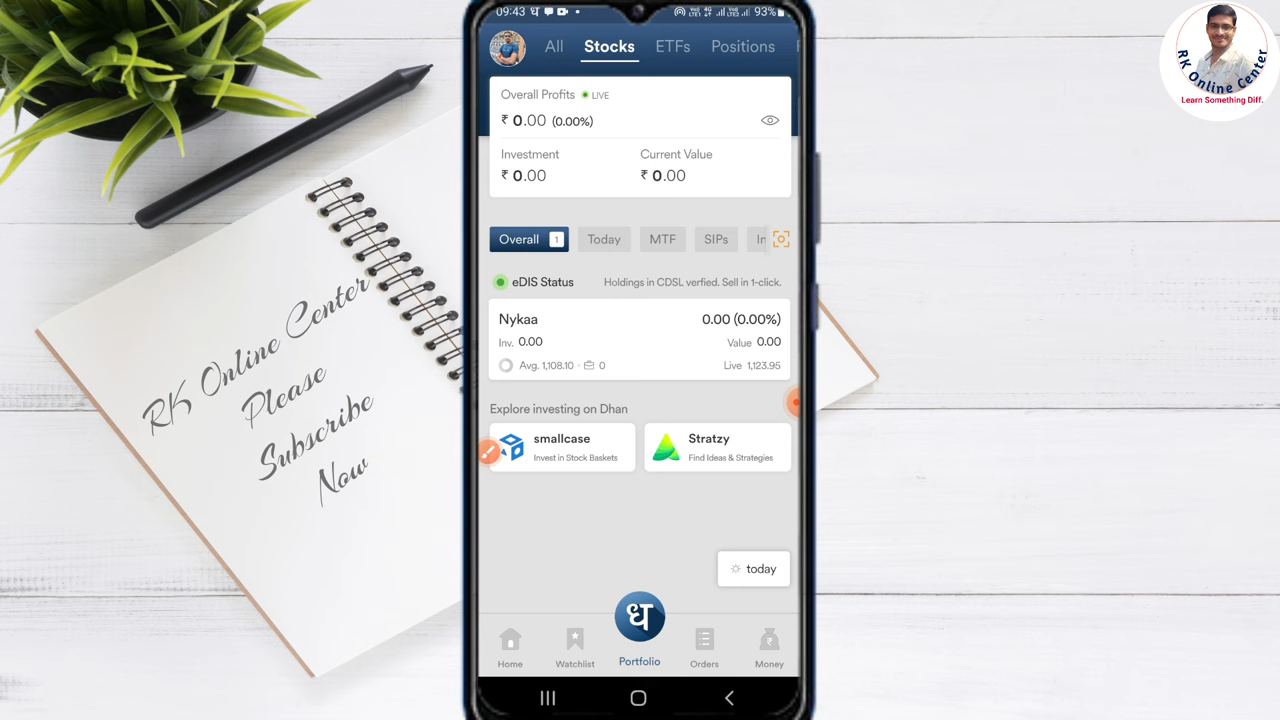 09:43 ध 93%
All Stocks ETFs Positions
Overall Profits LIVE
₹ 0.00 (0.00%)
Investment Current Value
₹ 0.00 ₹ 0.00
Overall 1 Today MTF SIPs In
eDIS Status Holdings in CDSL verfied. Sell in 1-click.
Nykaa 0.00 (0.00%)
Inv. 0.00 Value 0.00
Avg. 1,108.10 · 0 Live 1,123.95
Explore investing on Dhan
smallcase
Invest in Stock Baskets
Stratzy
Find Ideas & Strategies
today
ध
Home Watchlist Portfolio Orders Money
RK Online Center
Please
Subscribe
Now
RK Online Center
Learn Something Diff.